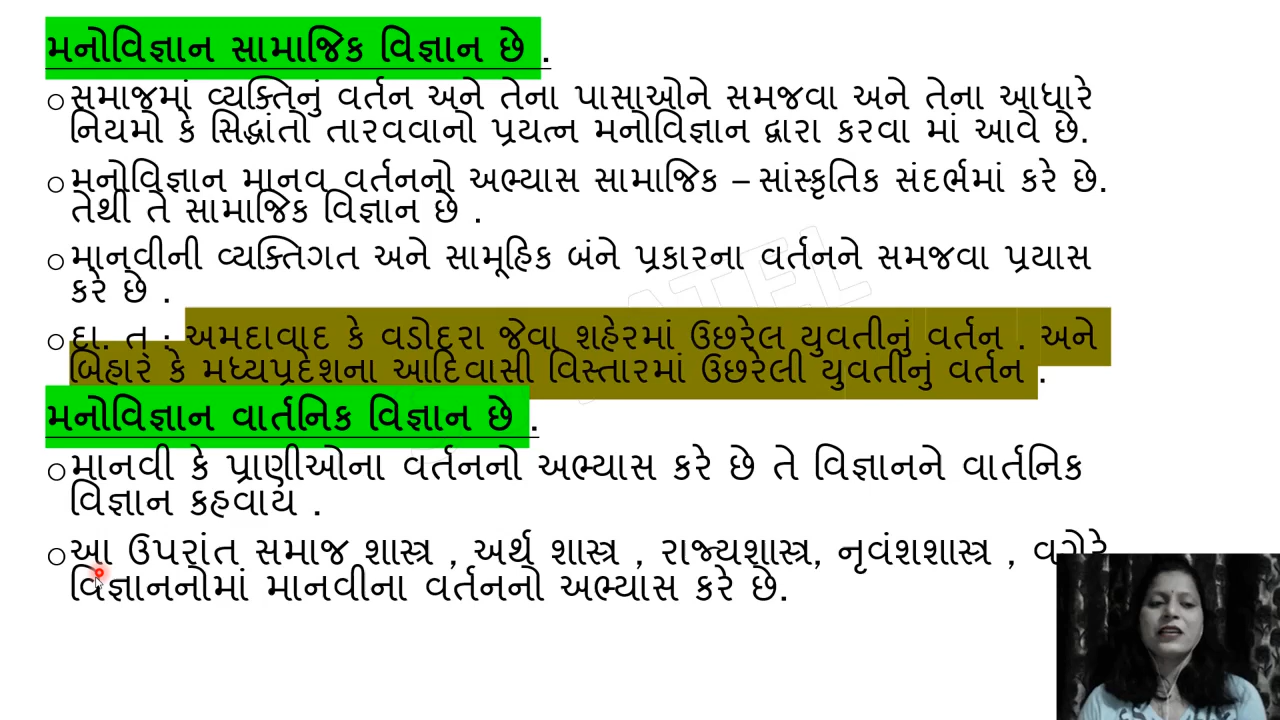 મનોવિજ્ઞાન સામાજિક વિજ્ઞાન છે .
○સમાજમાં વ્યક્તિનું વર્તન અને તેના પાસાઓને સમજવા અને તેના આધારે
નિયમો કે સિદ્ધાંતો તારવવાનો પ્રયત્ન મનોવિજ્ઞાન દ્વારા કરવા માં આવે છે.
○મનોવિજ્ઞાન માનવ વર્તનનો અભ્યાસ સામાજિક – સાંસ્કૃતિક સંદર્ભમાં કરે છે.
તેથી તે સામાજિક વિજ્ઞાન છે .
○માનવીની વ્યક્તિગત અને સામૂહિક બંને પ્રકારના વર્તનને સમજવા પ્રયાસ
કરે છે .
○દા. ત. : અમદાવાદ કે વડોદરા જેવા શહેરમાં ઉછરેલ યુવતીનું વર્તન . અને
બિહાર કે મધ્યપ્રદેશના આદિવાસી વિસ્તારમાં ઉછરેલી યુવતીનું વર્તન .
મનોવિજ્ઞાન વાર્તનિક વિજ્ઞાન છે .
○માનવી કે પ્રાણીઓના વર્તનનો અભ્યાસ કરે છે તે વિજ્ઞાનને વાર્તનિક
વિજ્ઞાન કહવાય .
○આ ઉપરાંત સમાજ શાસ્ત્ર , અર્થ શાસ્ત્ર , રાજ્યશાસ્ત્ર, નૃવંશશાસ્ત્ર , વગેરે
વિજ્ઞાનનોમાં માનવીના વર્તનનો અભ્યાસ કરે છે.